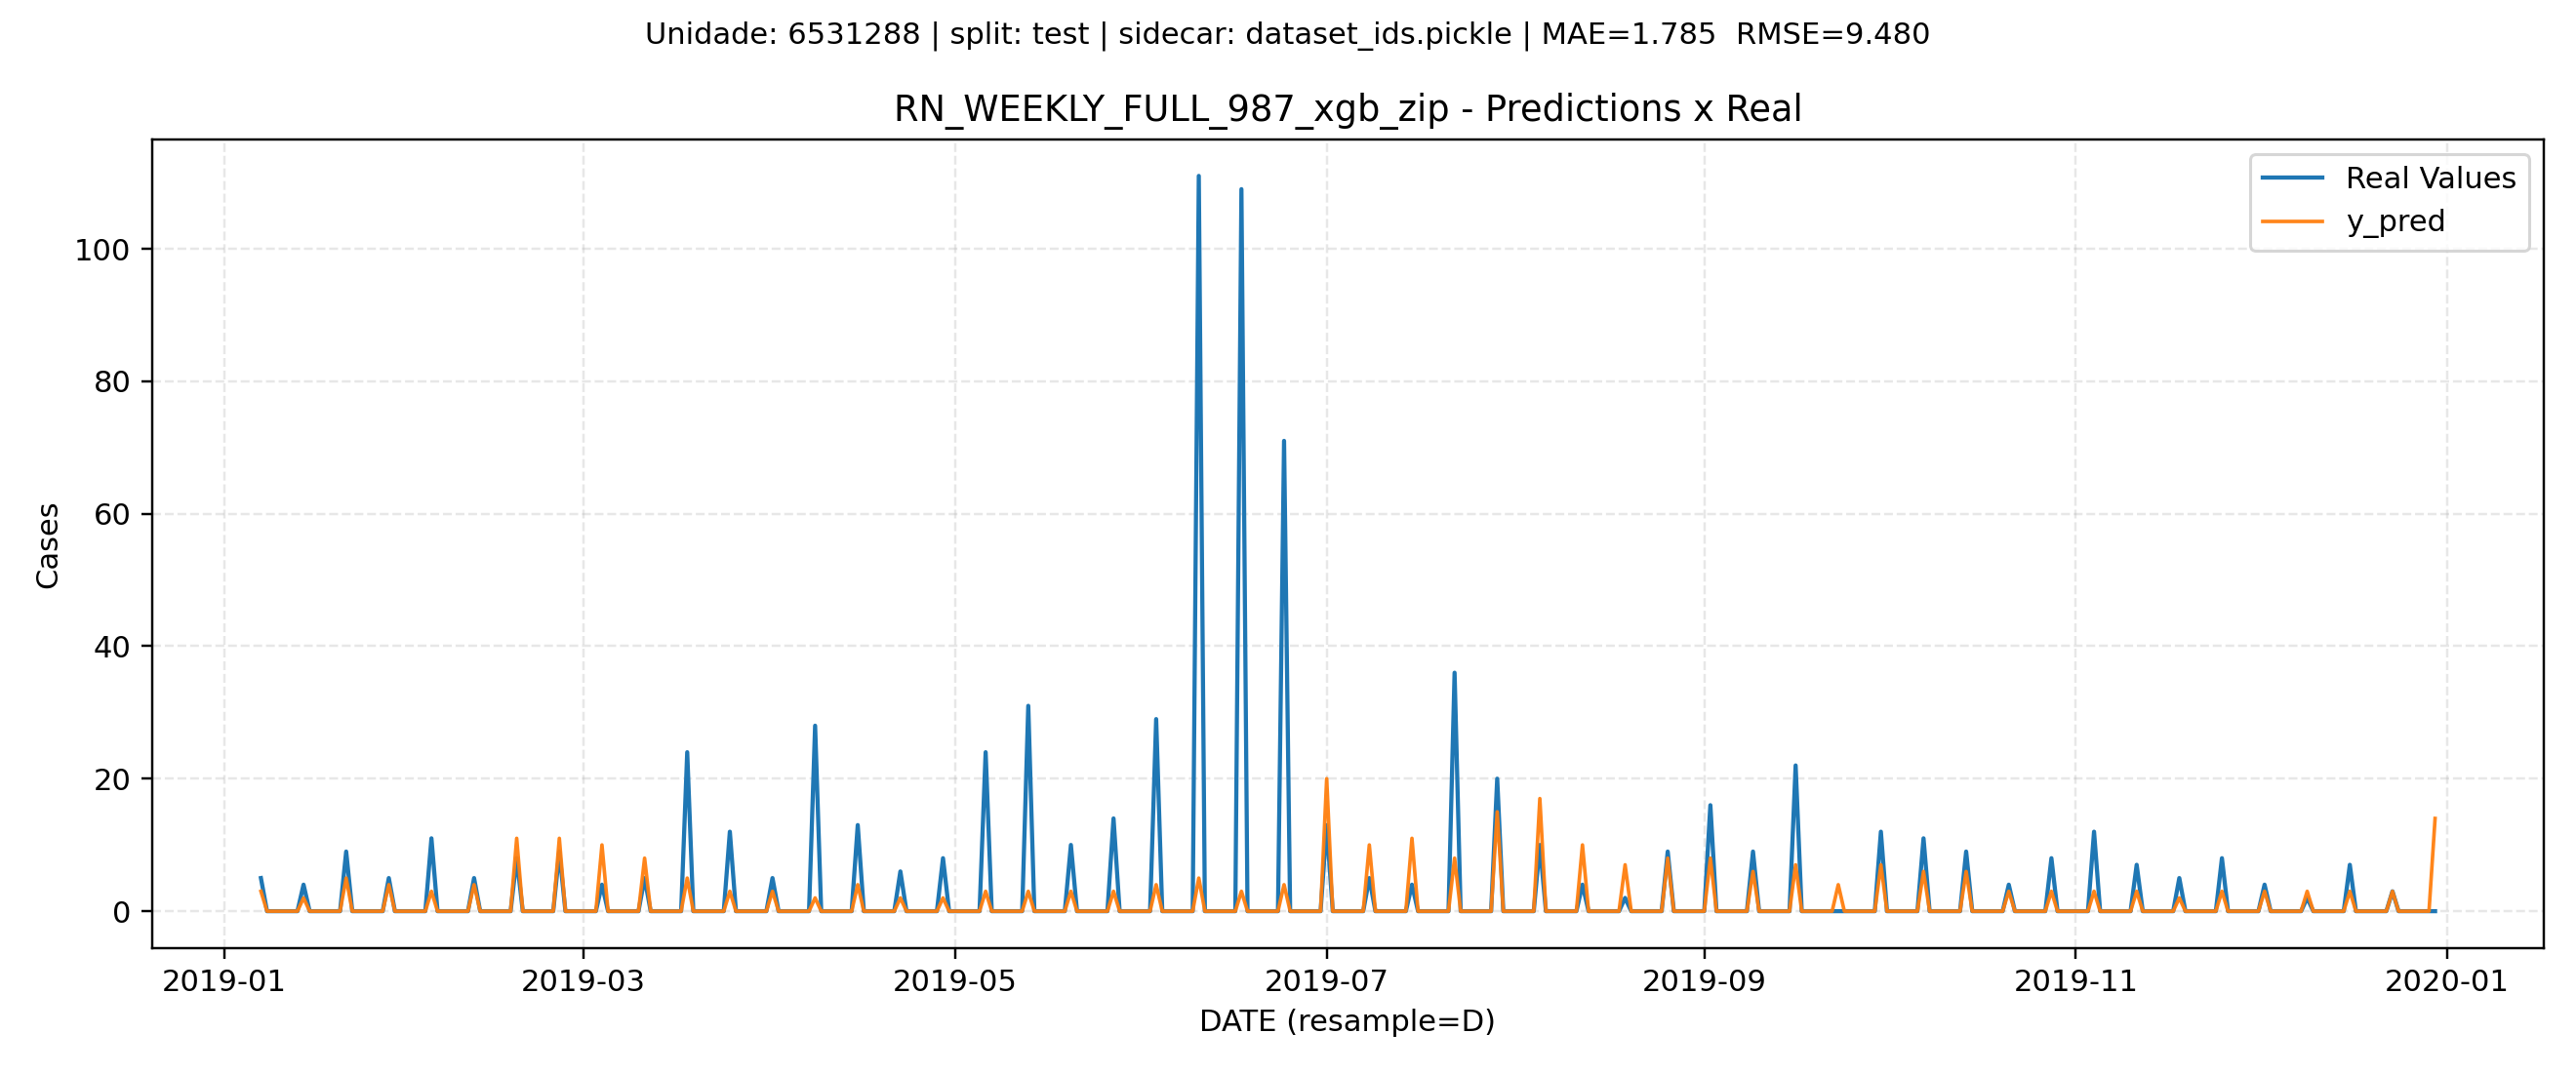 Unidade: 6531288 | split: test | sidecar: dataset_ids.pickle | MAE=1.785  RMSE=9.480
RN_WEEKLY_FULL_987_xgb_zip - Predictions x Real
Real Values
y_pred
Cases
100
80
60
40
20
0
2019-01
2019-03
2019-05
2019-07
2019-09
2019-11
2020-01
DATE (resample=D)